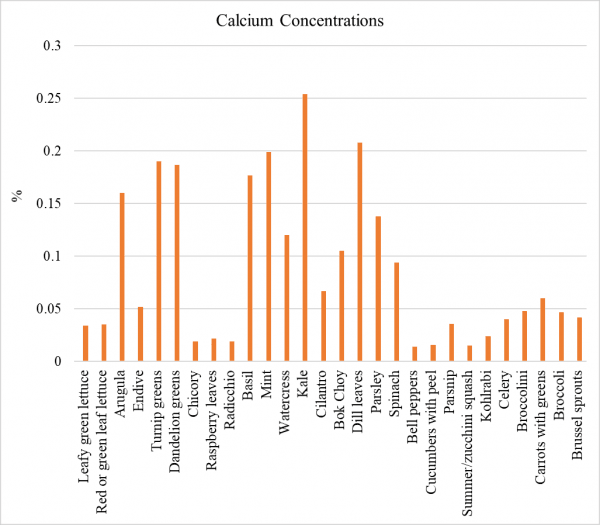 Calcium Concentrations
0.3
0.25
0.2
0.15
0.1
0.05
0
%
Leafy green lettuce
Red or green leaf lettuce
Arugula
Endive
Turnip greens
Dandelion greens
Chicory
Raspberry leaves
Radicchio
Basil
Mint
Watercress
Kale
Cilantro
Bok Choy
Dill leaves
Parsley
Spinach
Bell peppers
Cucumbers with peel
Parsnip
Summer/zucchini squash
Kohlrabi
Celery
Broccolini
Carrots with greens
Broccoli
Brussel sprouts